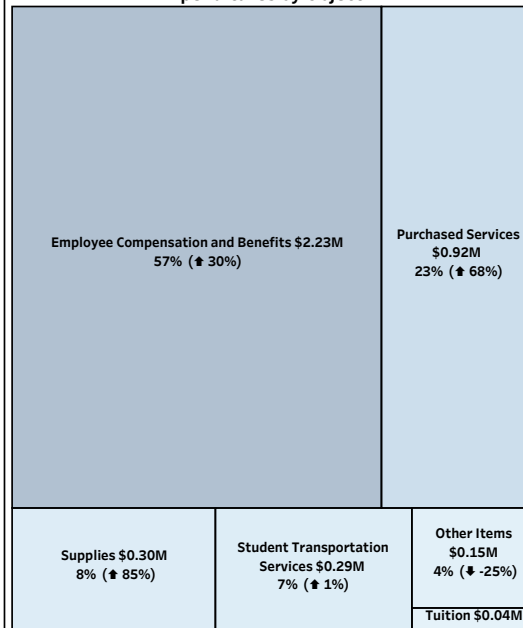 Employee Compensation and Benefits $2.23M
57% (⬆ 30%)
Purchased Services
$0.92M
23% (⬆ 68%)
Supplies $0.30M
8% (⬆ 85%)
Student Transportation
Services $0.29M
7% (⬆ 1%)
Other Items
$0.15M
4% (⬇ -25%)
Tuition $0.04M